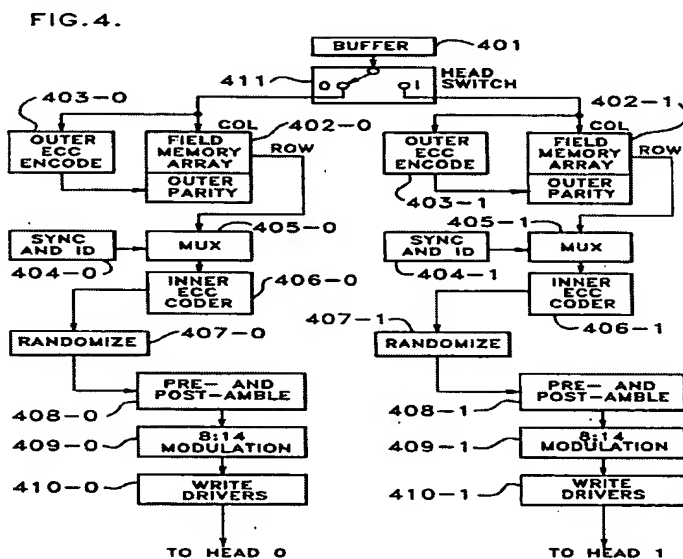 FIG.4.
BUFFER
401
411
O
I
HEAD
SWITCH
403-0
OUTER
ECC
ENCODE
COL
FIELD
MEMORY
ARRAY
OUTER
PARITY
402-0
ROW
405-0
SYNC
AND ID
404-0
MUX
INNER
ECC
CODER
406-0
RANDOMIZE
407-0
PRE- AND
POST-AMBLE
408-0
8:14
MODULATION
409-0
WRITE
DRIVERS
410-0
TO HEAD 0
OUTER
ECC
ENCODE
403-1
COL
FIELD
MEMORY
ARRAY
OUTER
PARITY
402-1
ROW
405-1
SYNC
AND ID
404-1
MUX
INNER
ECC
CODER
406-1
407-1
RANDOMIZE
PRE- AND
POST-AMBLE
408-1
8:14
MODULATION
409-1
WRITE
DRIVERS
410-1
TO HEAD 1